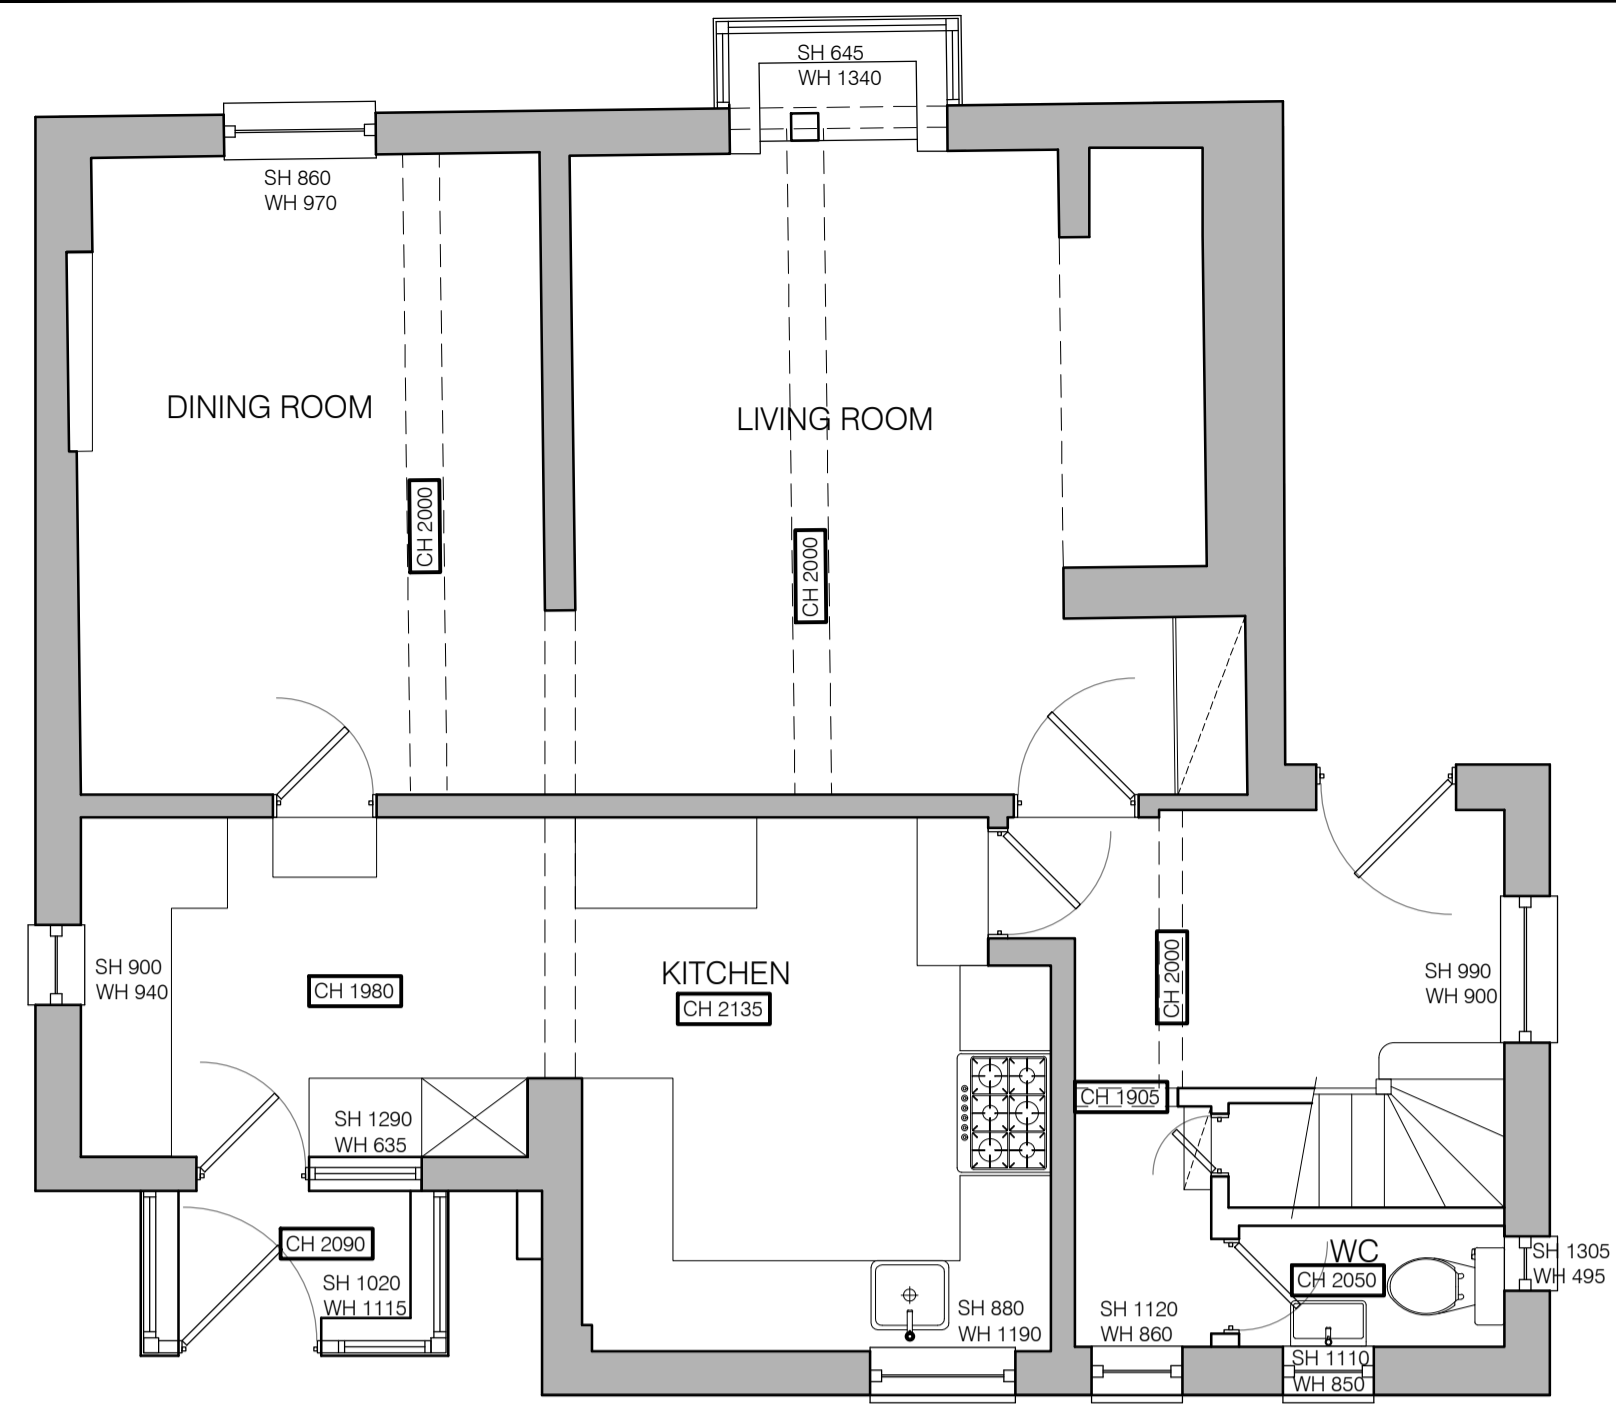 SH 645
WH 1340
SH 860
WH 970
DINING ROOM
LIVING ROOM
CH 2000
CH 2000
SH 900
WH 940
CH 1980
KITCHEN
CH 2135
CH 2000
SH 990
WH 900
CH 1905
SH 1290
WH 635
CH 2090
SH 1020
WH 1115
SH 880
WH 1190
SH 1120
WH 860
WC
CH 2050
SH 1305
WH 495
SH 1110
WH 850